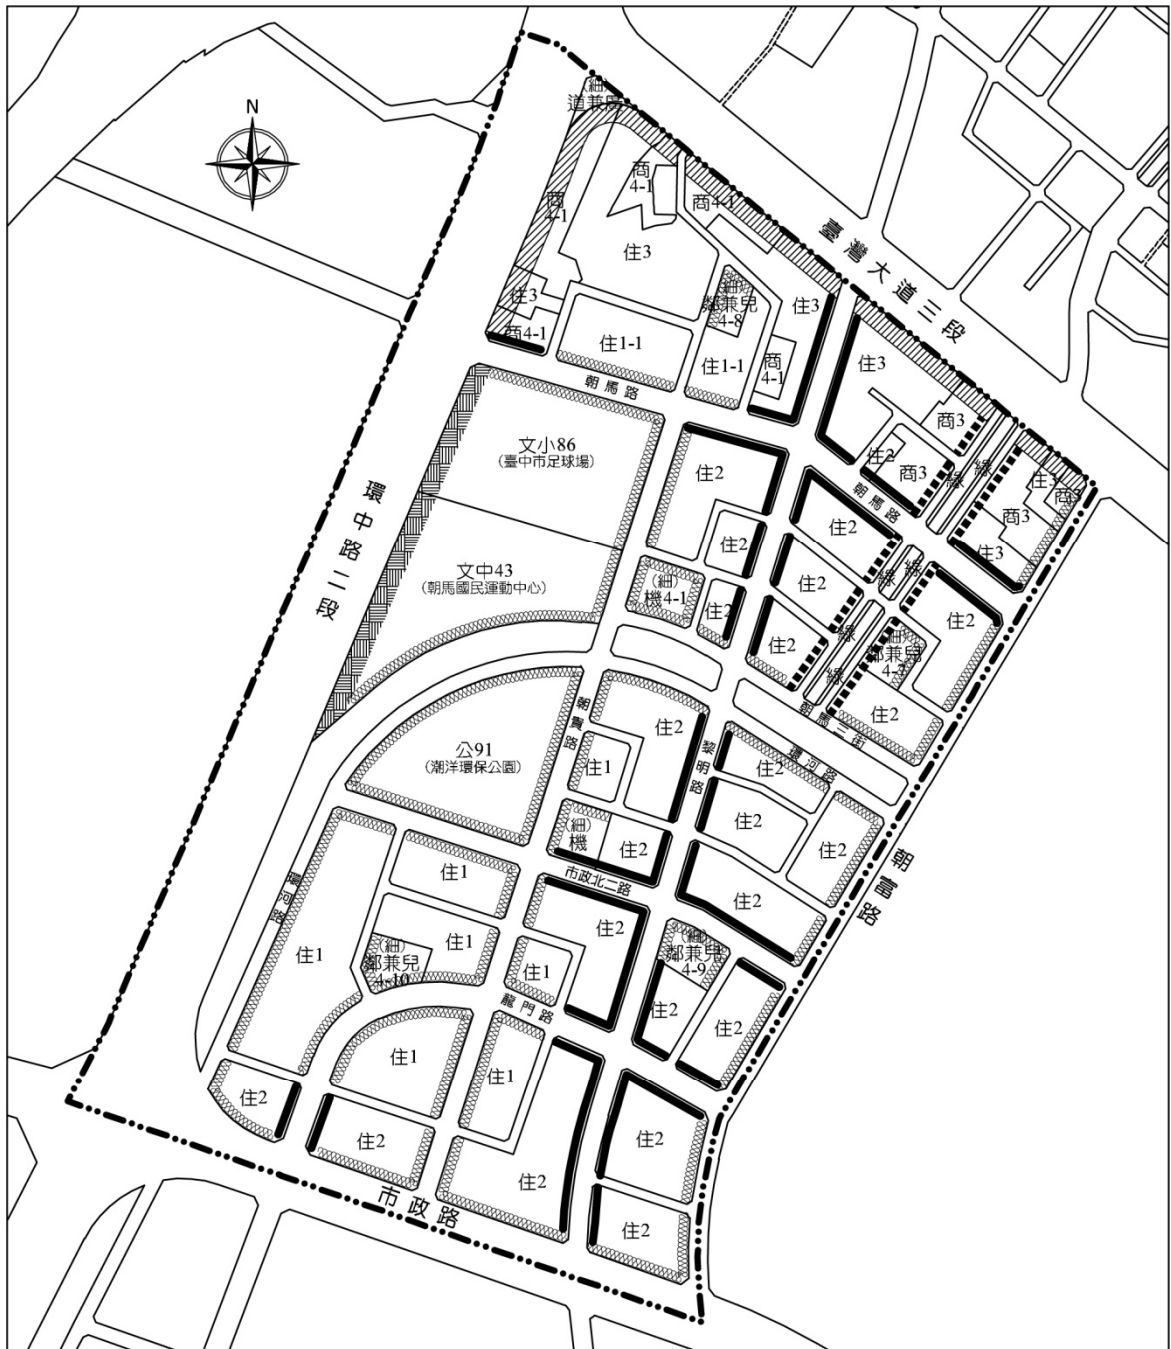 N
(細)
道兼廣
商
4-1
商
4-1
商4-1
住3
臺灣大道三段
住3
商4-1
住1-1
(細)
鄰兼兒
4-8
住3
住1-1
商
4-1
住3
商3
住2
商3
綠
綠
住3
商3
商3
住3
朝馬路
朝馬路
文小86
(臺中市足球場)
環中路二段
文中43
(朝馬國民運動中心)
住2
住2
(細)
機4-1
住2
住2
住2
住2
綠
綠
綠
綠
住2
(細)
鄰兼兒
4-2
住2
朝馬三街
朝貴路
住2
黎明路
環河路
住2
公91
(潮洋環保公園)
住1
(細)
機
住2
市政北二路
住2
住2
住2
朝富路
環河路
住1
住1
(細)
鄰兼兒
4-10
住1
住1
住2
(細)
鄰兼兒
4-9
住2
住2
龍門路
住1
住1
住2
住2
住2
住2
住2
市政路